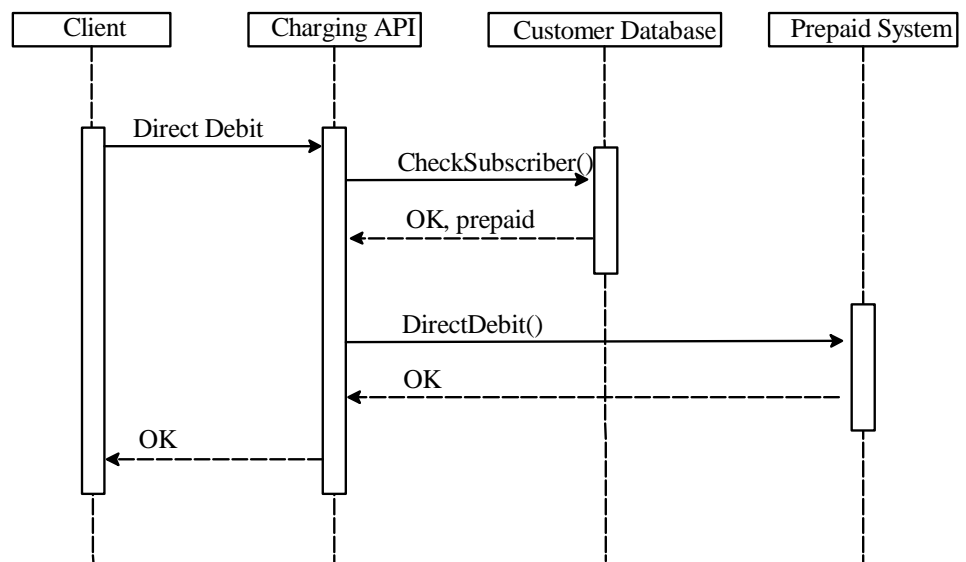 Client
Charging API
Customer Database
Prepaid System
Direct Debit
CheckSubscriber()
OK, prepaid
DirectDebit()
OK
OK